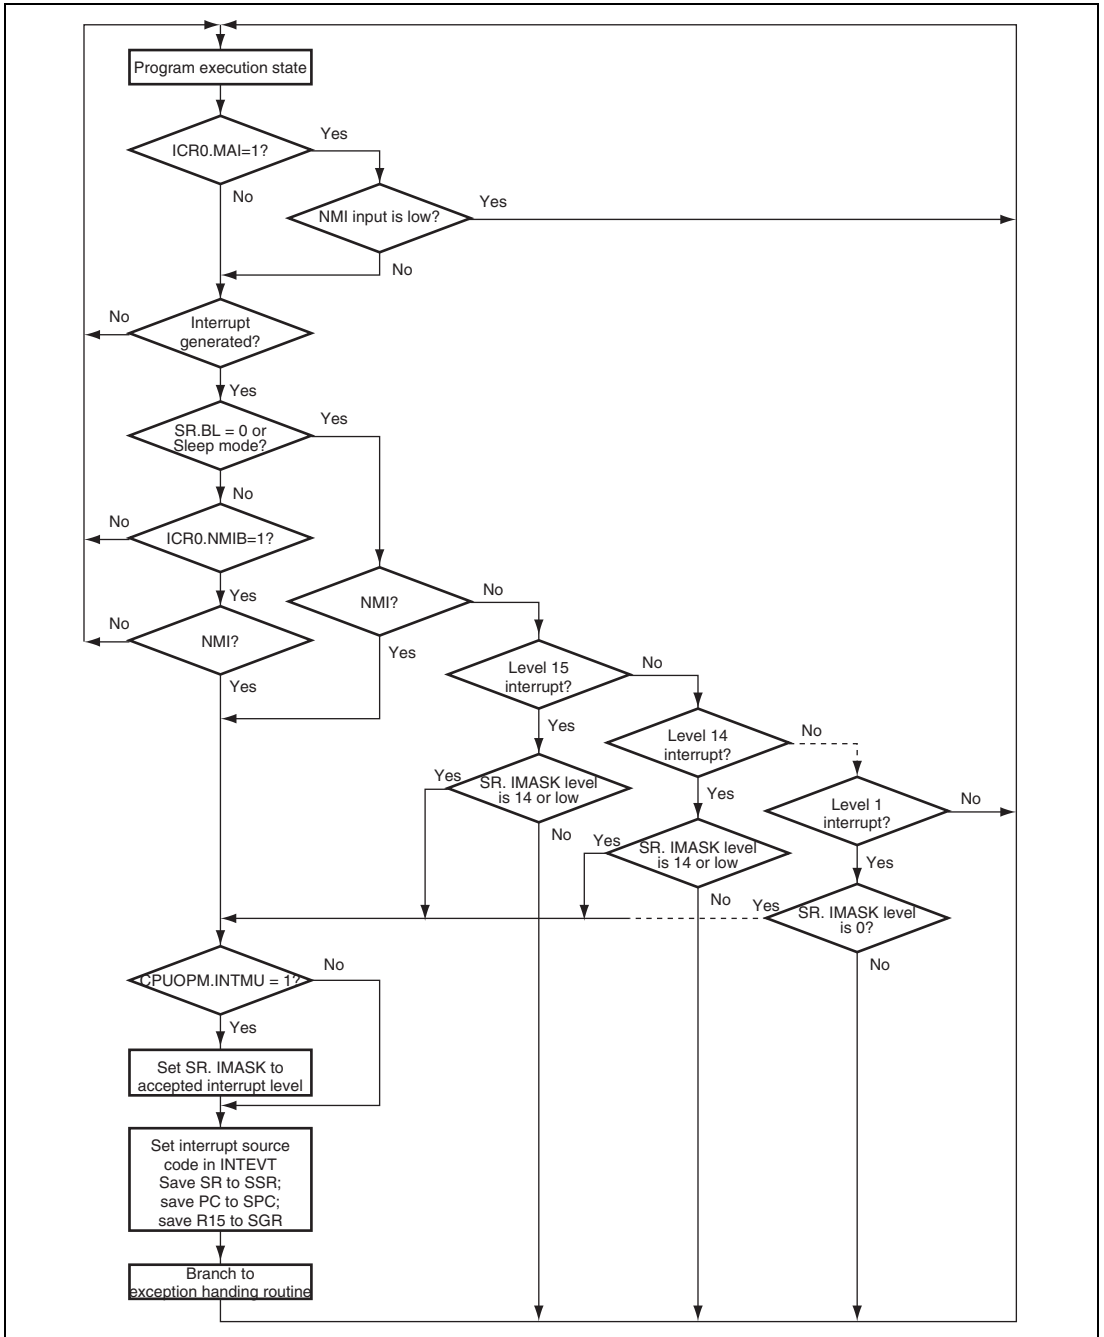 Program execution state
ICR0.MAI=1?
Yes
No
NMI input is low?
Yes
No
Interrupt
generated?
No
Yes
SR.BL = 0 or
Sleep mode?
Yes
No
ICR0.NMIB=1?
No
Yes
NMI?
No
Yes
NMI?
No
Yes
Level 15
interrupt?
No
Yes
Level 14
interrupt?
No
Yes
SR. IMASK level
is 14 or low
Yes
No
Level 1
interrupt?
No
Yes
SR. IMASK level
is 14 or low
Yes
No
SR. IMASK level
is 0?
Yes
No
CPUOPM.INTMU = 1?
No
Yes
Set SR. IMASK to
accepted interrupt level
Set interrupt source
code in INTEVT
Save SR to SSR;
save PC to SPC;
save R15 to SGR
Branch to
exception handing routine